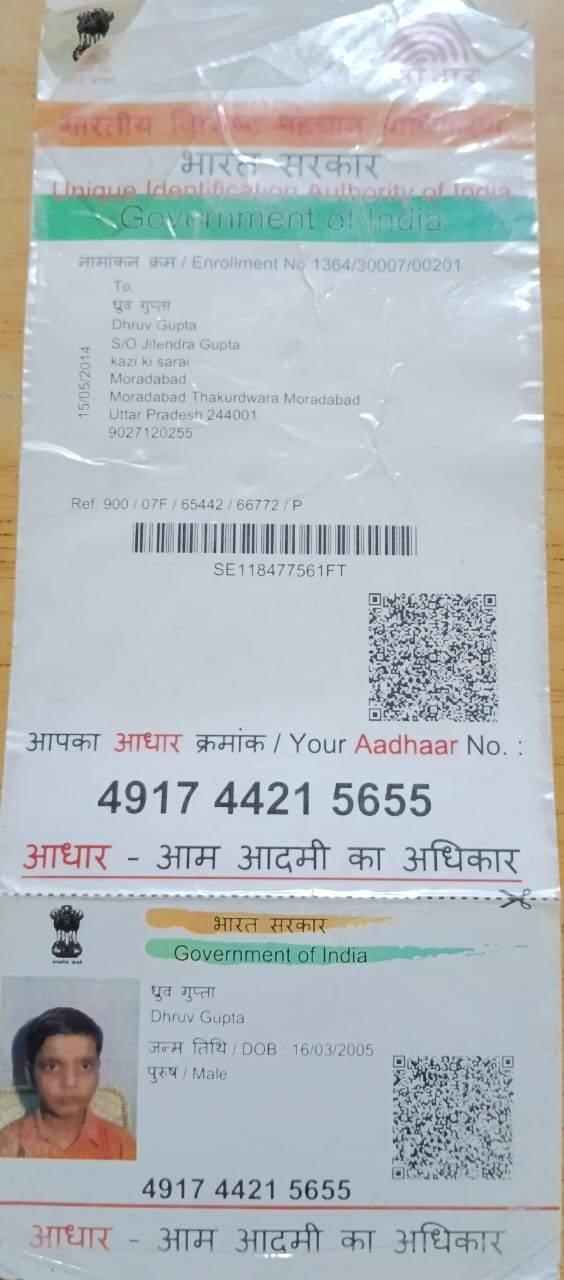 भारतीय विशिष्ट पहचान प्राधिकरण
भारत सरकार
Unique Identification Authority of India
Government of India
नामांकन क्रम / Enrollment No 1364/30007/00201
To,
ध्रुव गुप्ता
Dhruv Gupta
S/O Jitendra Gupta
kazi ki sarai
Moradabad
Moradabad Thakurdwara Moradabad
Uttar Pradesh 244001
9027120255
15/05/2014
Ref: 900 / 07F / 65442 / 66772 / P
SE118477561FT
आपका आधार क्रमांक / Your Aadhaar No. :
4917 4421 5655
आधार - आम आदमी का अधिकार
भारत सरकार
Government of India
ध्रुव गुप्ता
Dhruv Gupta
जन्म तिथि / DOB : 16/03/2005
पुरुष / Male
4917 4421 5655
आधार - आम आदमी का अधिकार